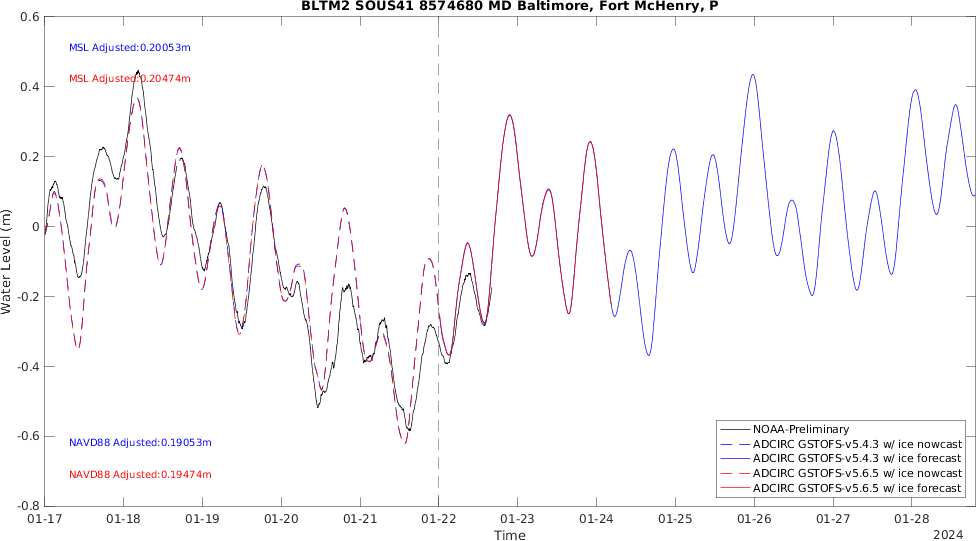 BLTM2 SOUS41 8574680 MD Baltimore, Fort McHenry, P
0.6
MSL Adjusted:0.20053m
0.4
MSL Adjusted:0.20474m
0.2
0
Water Level (m)
-0.2
-0.4
-0.6
NAVD88 Adjusted:0.19053m
NAVD88 Adjusted:0.19474m
NOAA-Preliminary
ADCIRC GSTOFS-v5.4.3 w/ ice nowcast
ADCIRC GSTOFS-v5.4.3 w/ ice forecast
ADCIRC GSTOFS-v5.6.5 w/ ice nowcast
ADCIRC GSTOFS-v5.6.5 w/ ice forecast
-0.8
01-17 01-18 01-19 01-20 01-21 01-22 01-23 01-24 01-25 01-26 01-27 01-28
Time
2024